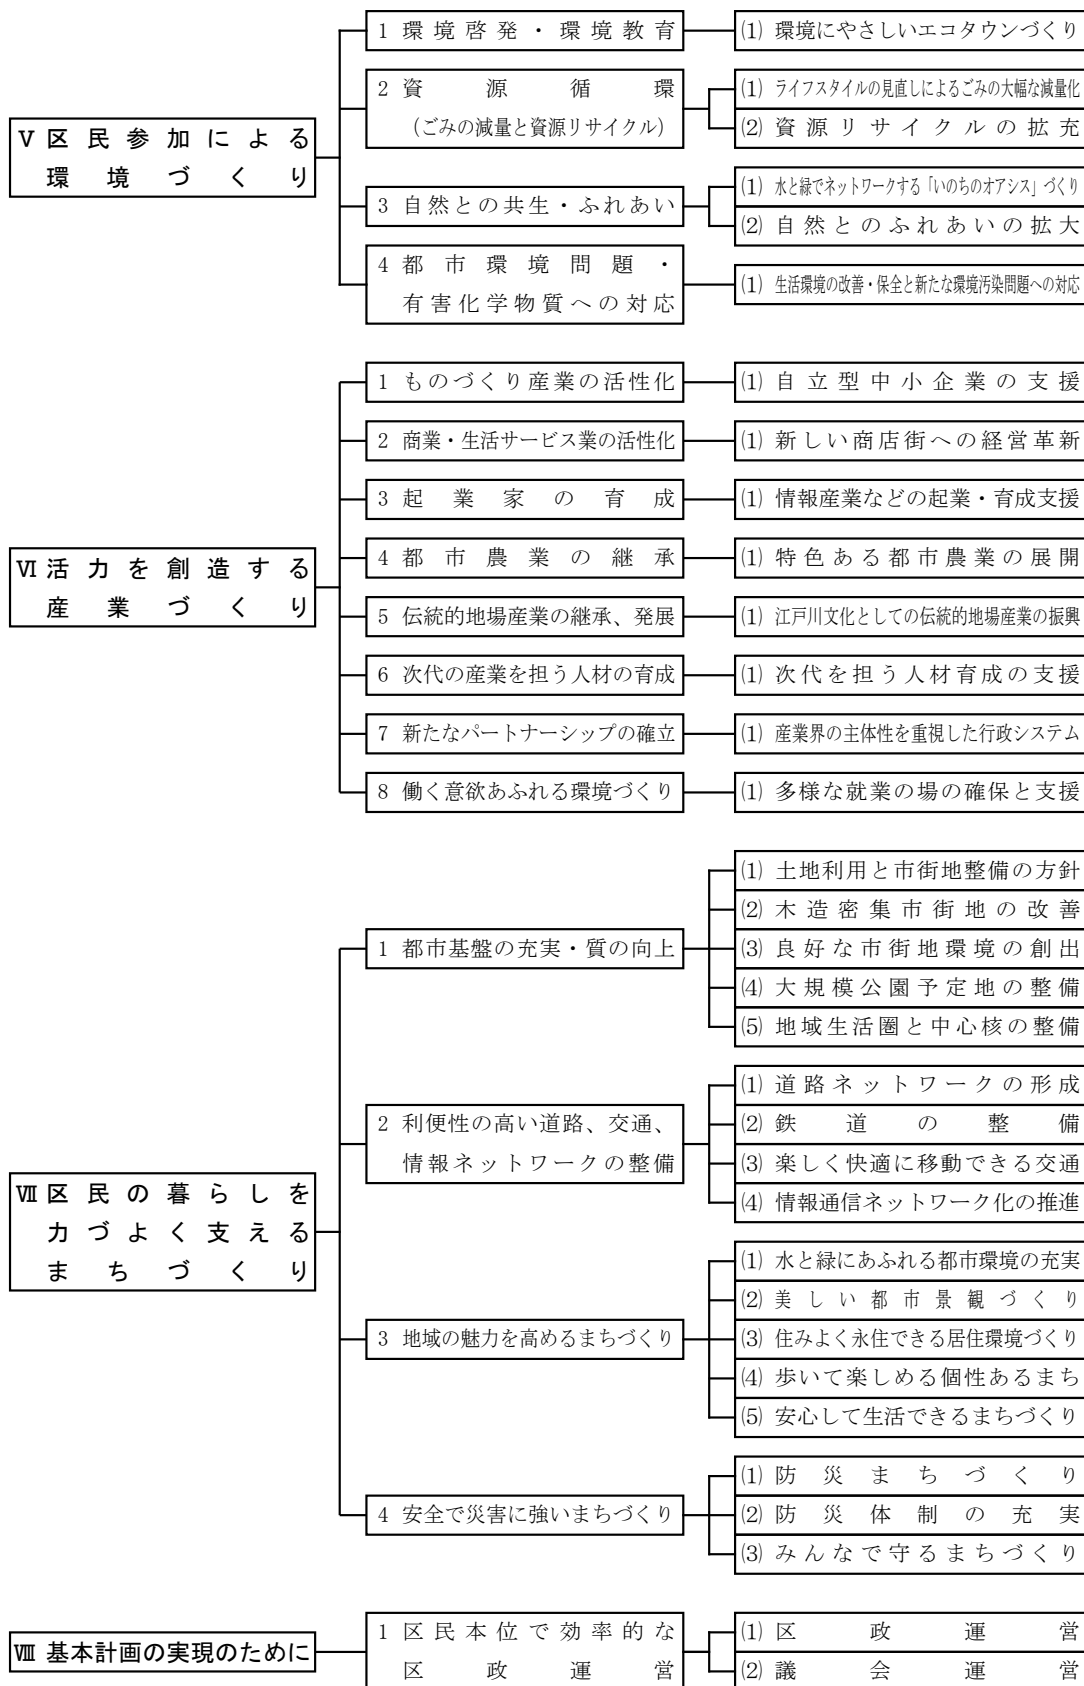 Ⅴ 区民参加による
環境づくり
1 環境啓発・環境教育
⑴ 環境にやさしいエコタウンづくり
2 資源循環
（ごみの減量と資源リサイクル）
⑴ ライフスタイルの見直しによるごみの大幅な減量化
⑵ 資源リサイクルの拡充
3 自然との共生・ふれあい
⑴ 水と緑でネットワークする「いのちのオアシス」づくり
⑵ 自然とのふれあいの拡大
4 都市環境問題・
有害化学物質への対応
⑴ 生活環境の改善・保全と新たな環境汚染問題への対応
Ⅵ 活力を創造する
産業づくり
1 ものづくり産業の活性化
⑴ 自立型中小企業の支援
2 商業・生活サービス業の活性化
⑴ 新しい商店街への経営革新
3 起業家の育成
⑴ 情報産業などの起業・育成支援
4 都市農業の継承
⑴ 特色ある都市農業の展開
5 伝統的地場産業の継承、発展
⑴ 江戸川文化としての伝統的地場産業の振興
6 次代の産業を担う人材の育成
⑴ 次代を担う人材育成の支援
7 新たなパートナーシップの確立
⑴ 産業界の主体性を重視した行政システム
8 働く意欲あふれる環境づくり
⑴ 多様な就業の場の確保と支援
Ⅶ 区民の暮らしを
力づよく支える
まちづくり
1 都市基盤の充実・質の向上
⑴ 土地利用と市街地整備の方針
⑵ 木造密集市街地の改善
⑶ 良好な市街地環境の創出
⑷ 大規模公園予定地の整備
⑸ 地域生活圏と中心核の整備
2 利便性の高い道路、交通、
情報ネットワークの整備
⑴ 道路ネットワークの形成
⑵ 鉄道の整備
⑶ 楽しく快適に移動できる交通
⑷ 情報通信ネットワーク化の推進
3 地域の魅力を高めるまちづくり
⑴ 水と緑にあふれる都市環境の充実
⑵ 美しい都市景観づくり
⑶ 住みよく永住できる居住環境づくり
⑷ 歩いて楽しめる個性あるまち
⑸ 安心して生活できるまちづくり
4 安全で災害に強いまちづくり
⑴ 防災まちづくり
⑵ 防災体制の充実
⑶ みんなで守るまちづくり
Ⅷ 基本計画の実現のために
1 区民本位で効率的な
区政運営
⑴ 区政運営
⑵ 議会運営